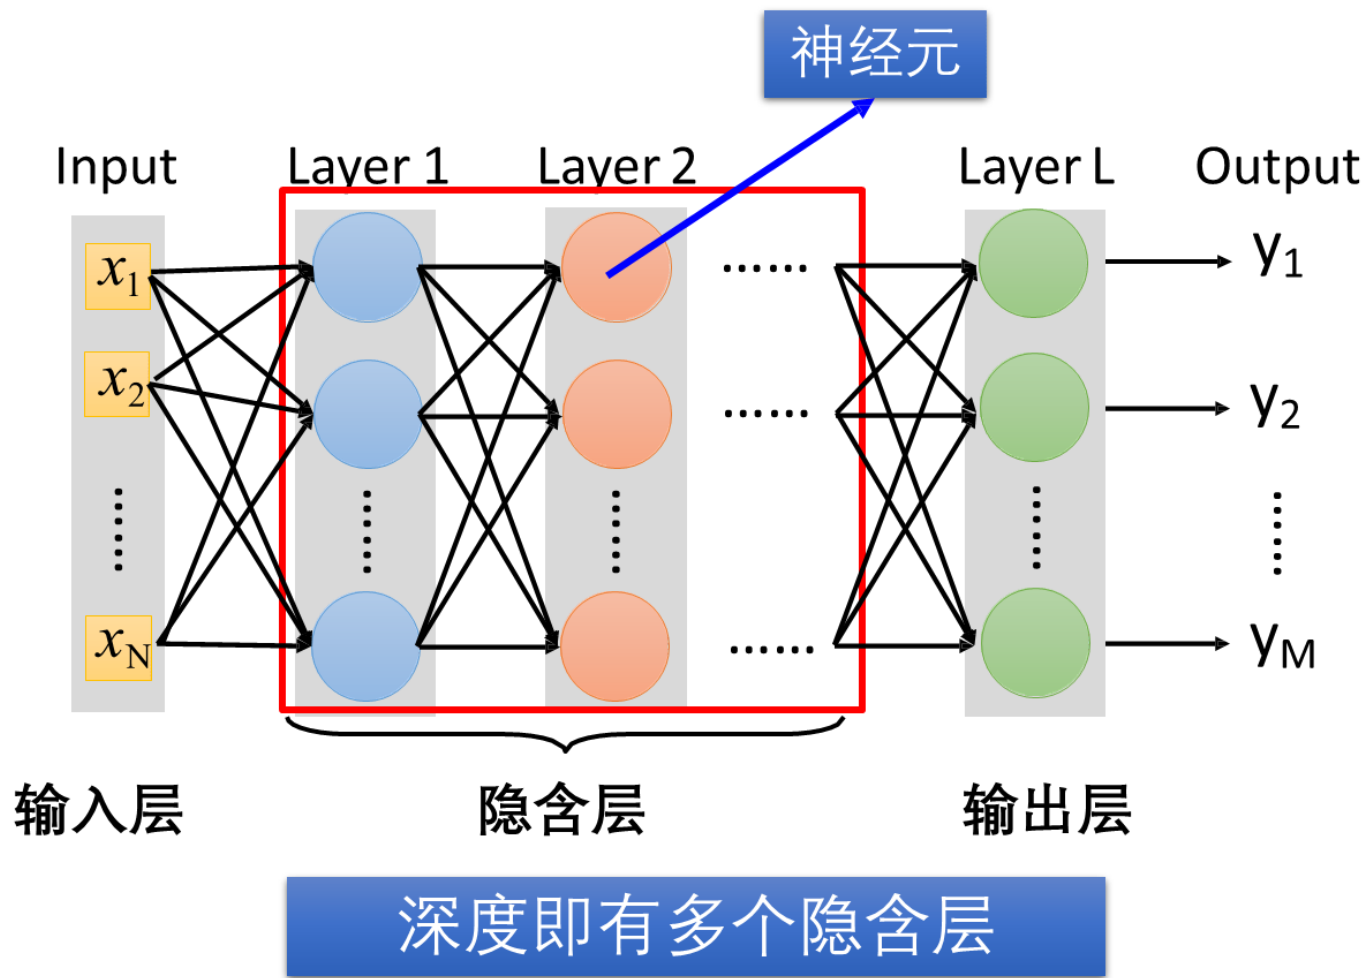 神经元
Input Layer 1 Layer 2 Layer L Output
x1 …… y1
x2 …… y2
…… …… …… …… ……
xN …… yM
输入层 隐含层 输出层
深度即有多个隐含层